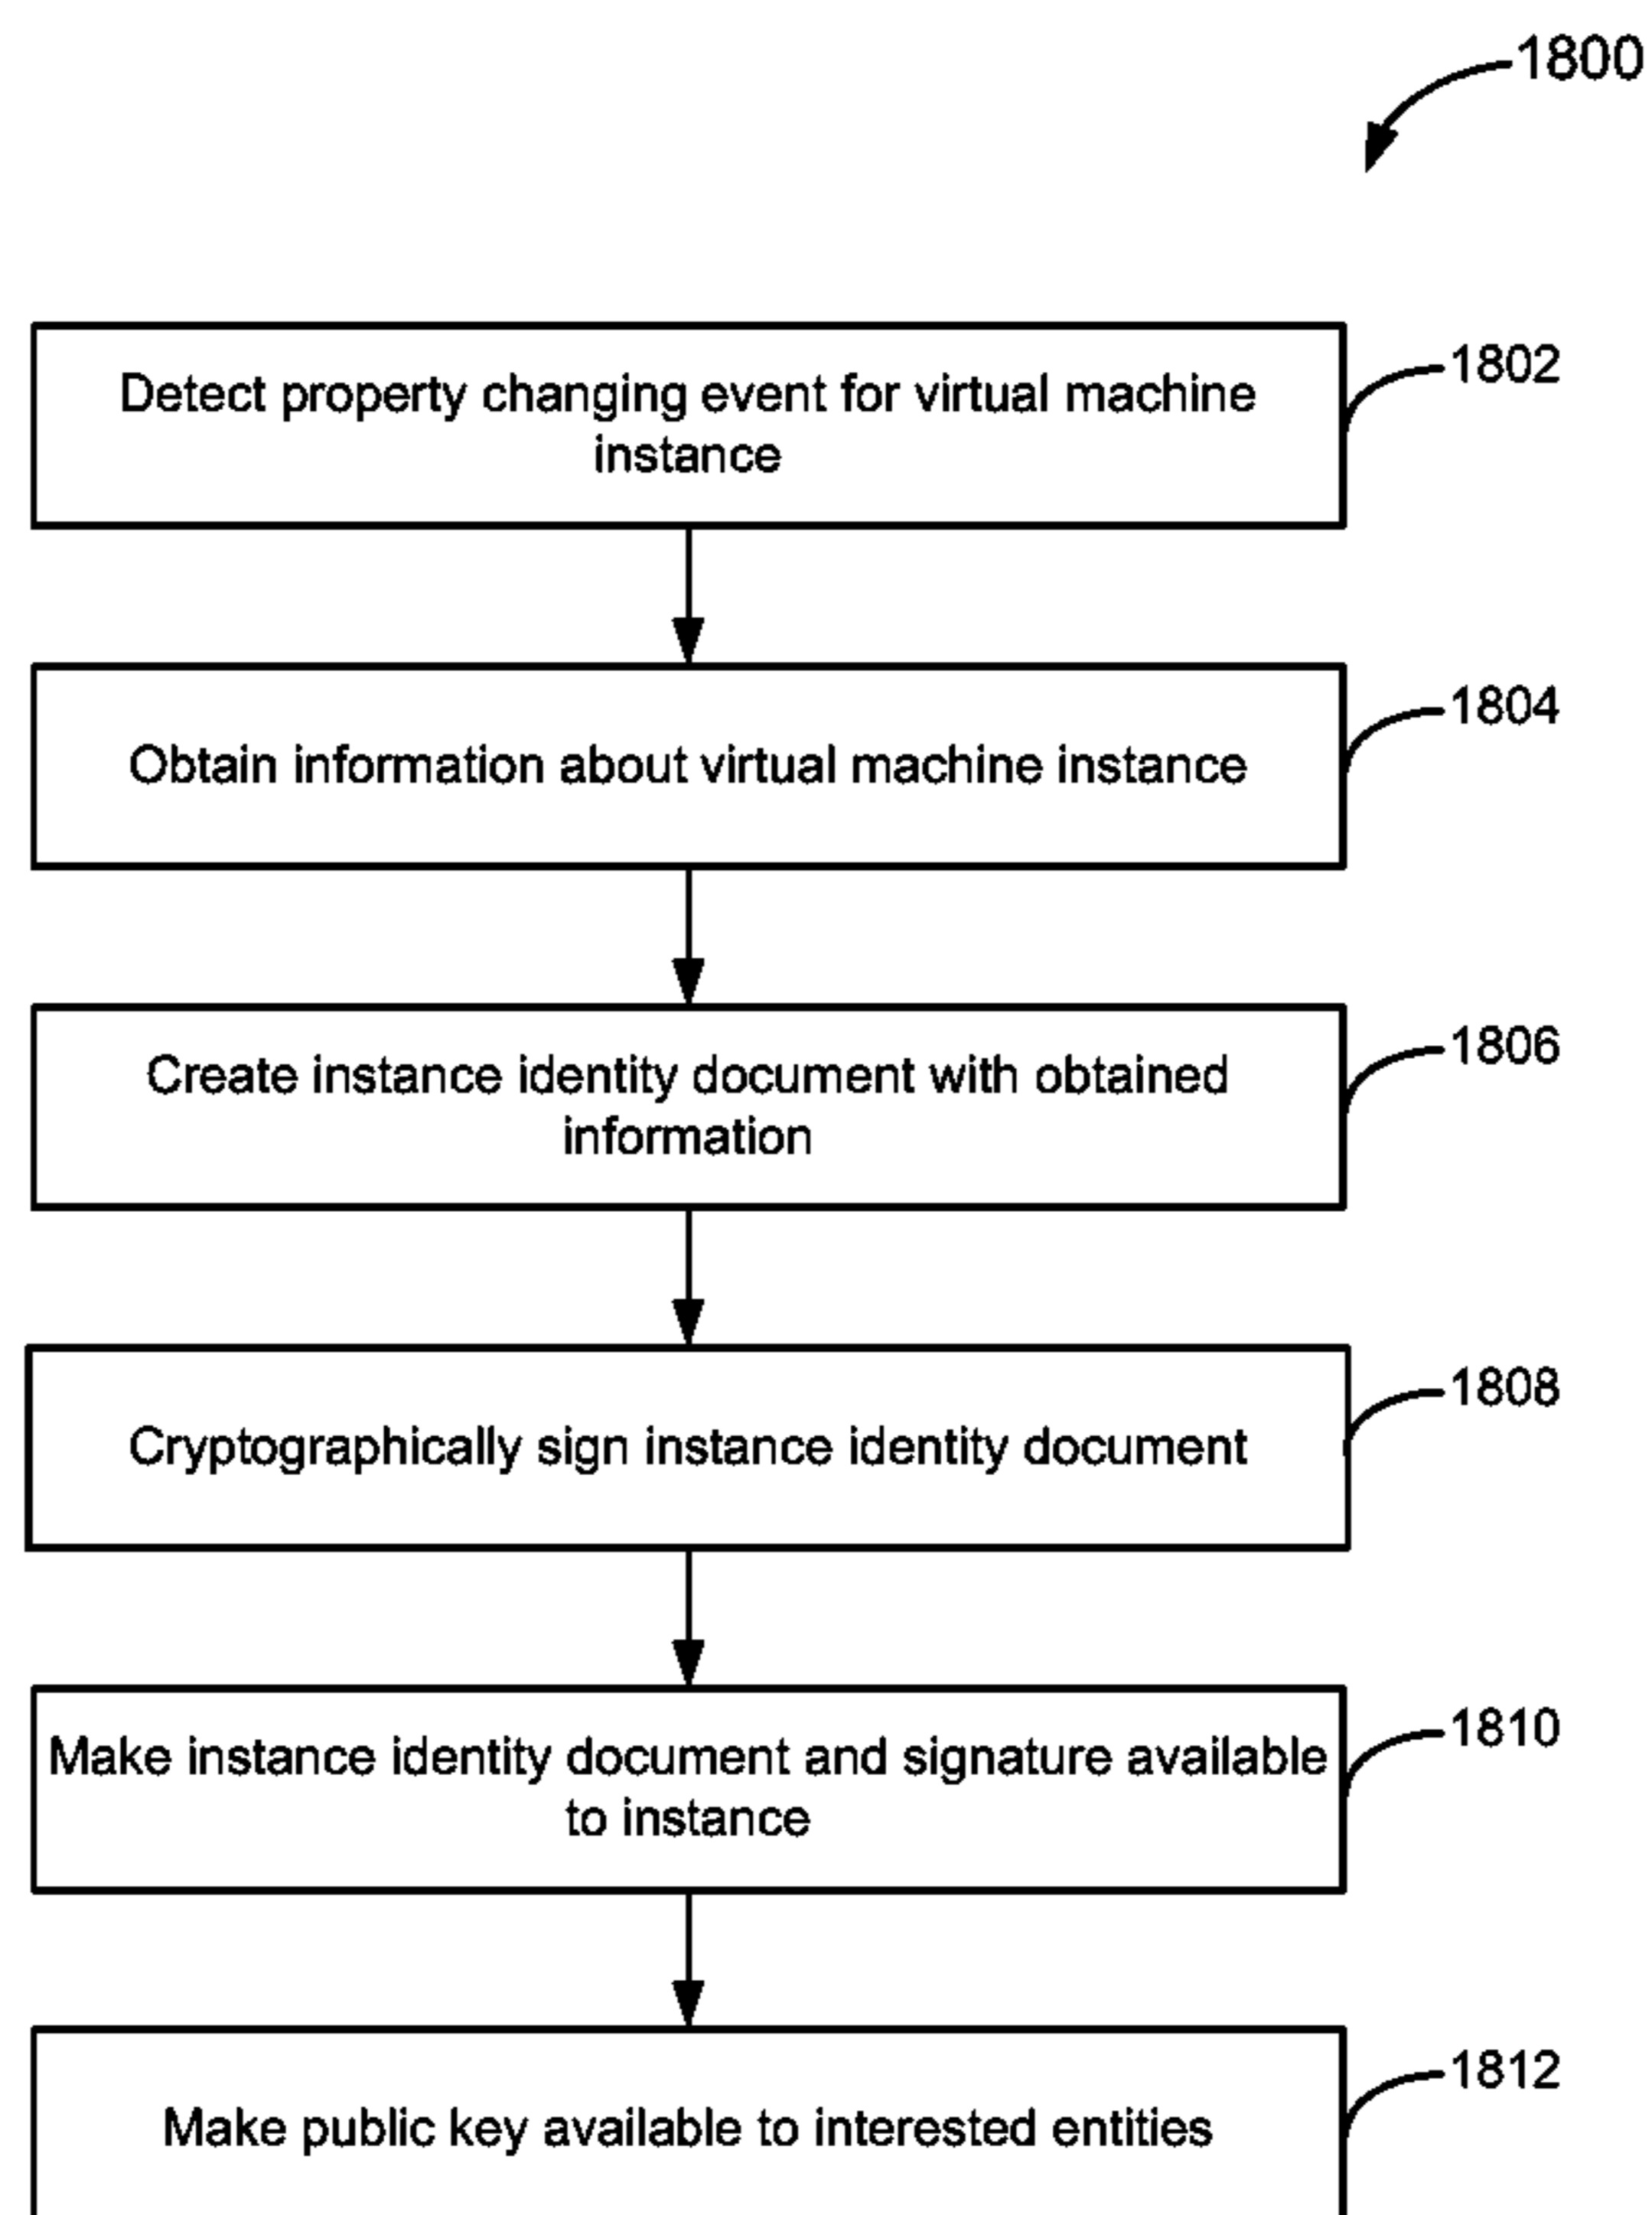 1800
Detect property changing event for virtual machine
instance
1802
Obtain information about virtual machine instance
1804
Create instance identity document with obtained
information
1806
Cryptographically sign instance identity document
1808
Make instance identity document and signature available
to instance
1810
Make public key available to interested entities
1812